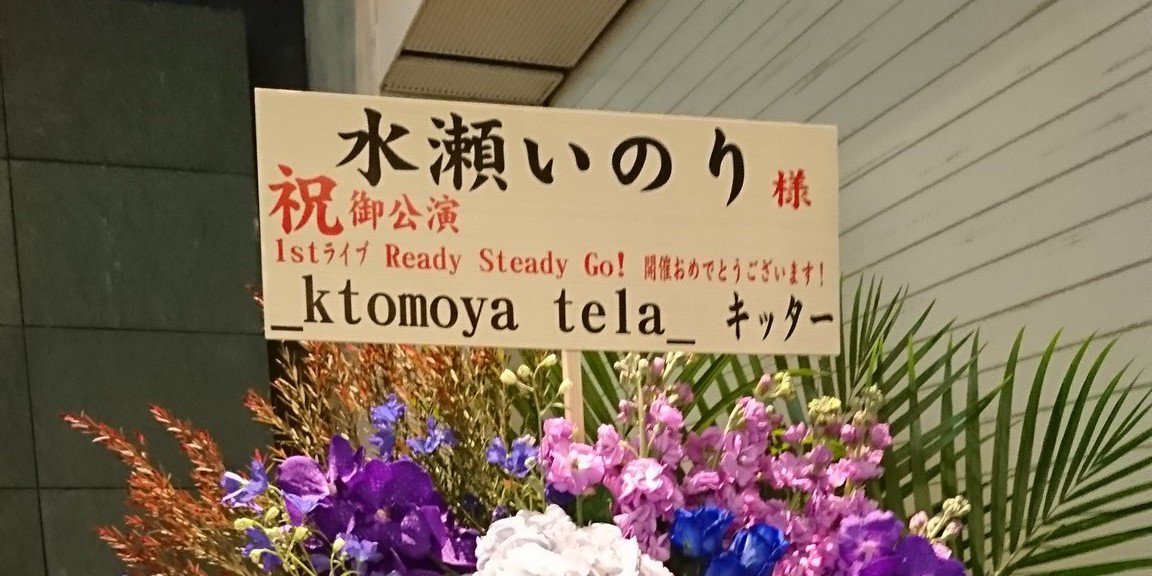 水瀬いのり 様
祝 御公演
1stライブ Ready Steady Go! 開催おめでとうございます!
_ktomoya tela_ キッター